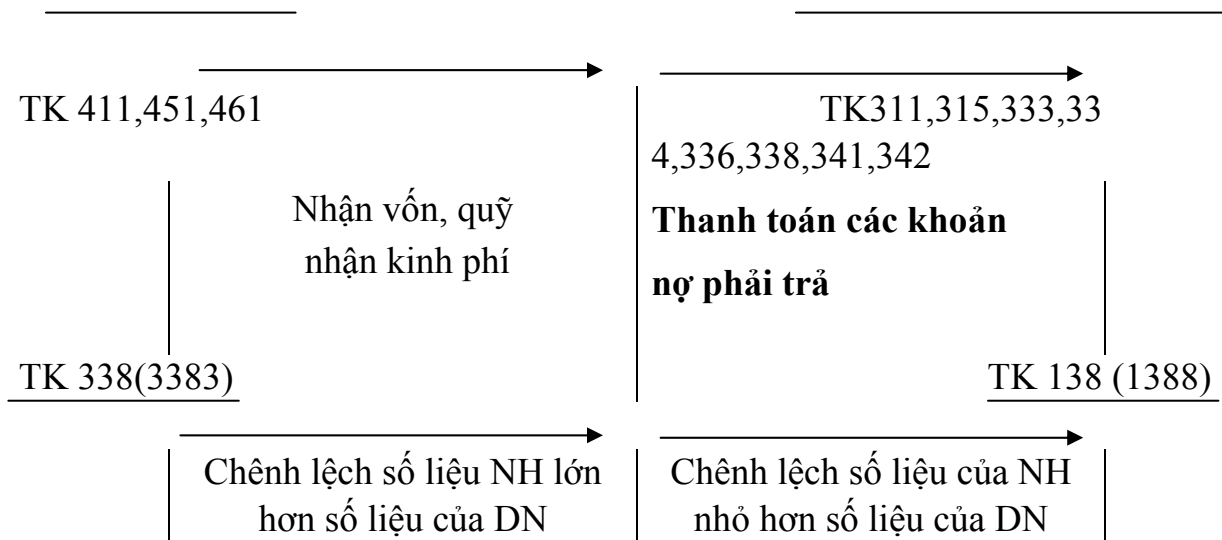 TK 411,451,461
TK311,315,333,33
4,336,338,341,342
Nhận vốn, quỹ
nhận kinh phí
Thanh toán các khoản
nợ phải trả
TK 338(3383)
TK 138 (1388)
Chênh lệch số liệu NH lớn
hơn số liệu của DN
Chênh lệch số liệu của NH
nhỏ hơn số liệu của DN